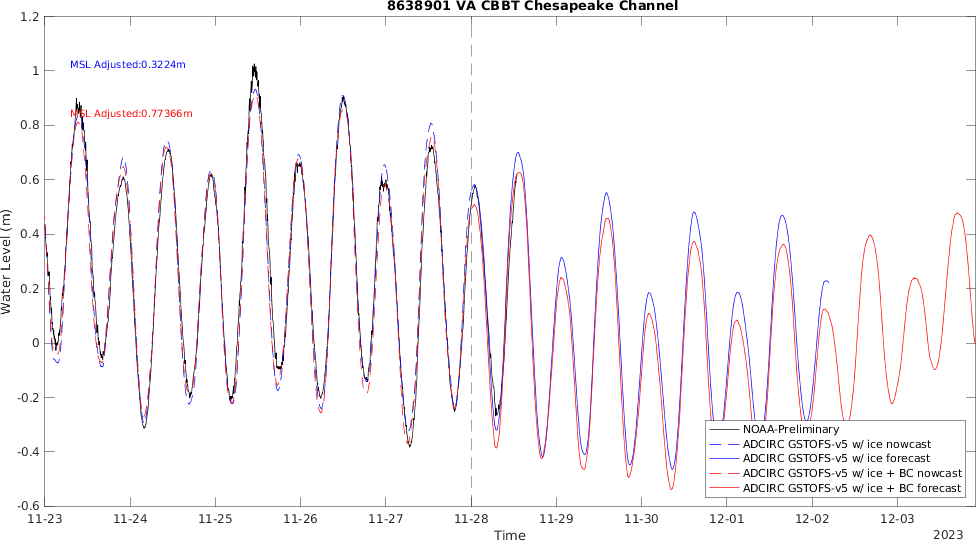 8638901 VA CBBT Chesapeake Channel
1.2
1
0.8
0.6
0.4
0.2
0
-0.2
-0.4
-0.6
Water Level (m)
MSL Adjusted:0.3224m
MSL Adjusted:0.77366m
NOAA-Preliminary
ADCIRC GSTOFS-v5 w/ ice nowcast
ADCIRC GSTOFS-v5 w/ ice forecast
ADCIRC GSTOFS-v5 w/ ice + BC nowcast
ADCIRC GSTOFS-v5 w/ ice + BC forecast
11-23 11-24 11-25 11-26 11-27 11-28 11-29 11-30 12-01 12-02 12-03
Time
2023